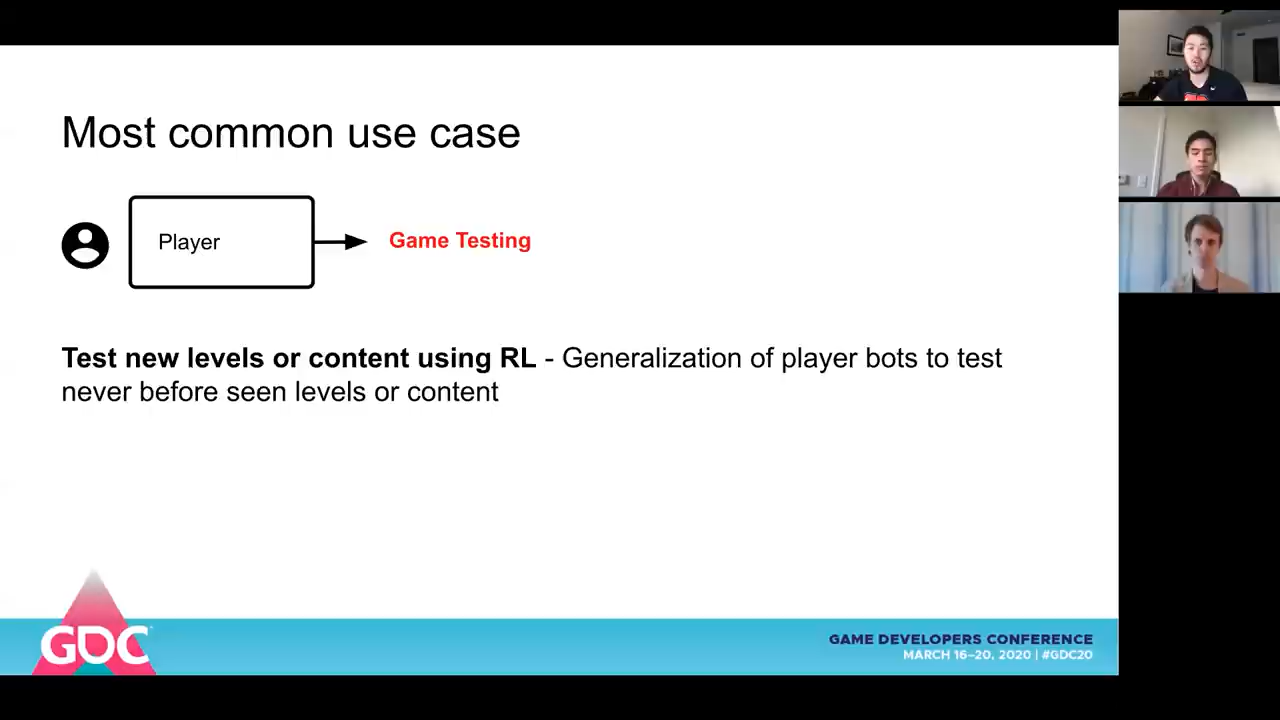 Most common use case
Player
Game Testing
Test new levels or content using RL - Generalization of player bots to test
never before seen levels or content
GDC
GAME DEVELOPERS CONFERENCE
MARCH 16–20, 2020 | #GDC20